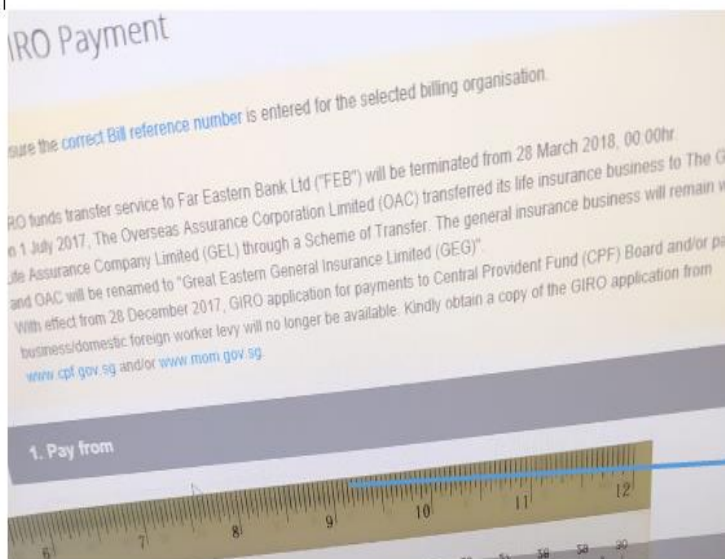 IRO Payment
sure the correct Bill reference number is entered for the selected billing organisation.
RO funds transfer service to Far Eastern Bank Ltd ("FEB") will be terminated from 28 March 2018, 00:00hr.
n 1 July 2017, The Overseas Assurance Corporation Limited (OAC) transferred its life insurance business to The G
ife Assurance Company Limited (GEL) through a Scheme of Transfer. The general insurance business will remain w
and OAC will be renamed to "Great Eastern General Insurance Limited (GEG)".
With effect from 28 December 2017, GIRO application for payments to Central Provident Fund (CPF) Board and/or pa
business/domestic foreign worker levy will no longer be available. Kindly obtain a copy of the GIRO application from
www.cpf.gov.sg and/or www.mom.gov.sg.
1. Pay from
6 7 8 9 10 11 12